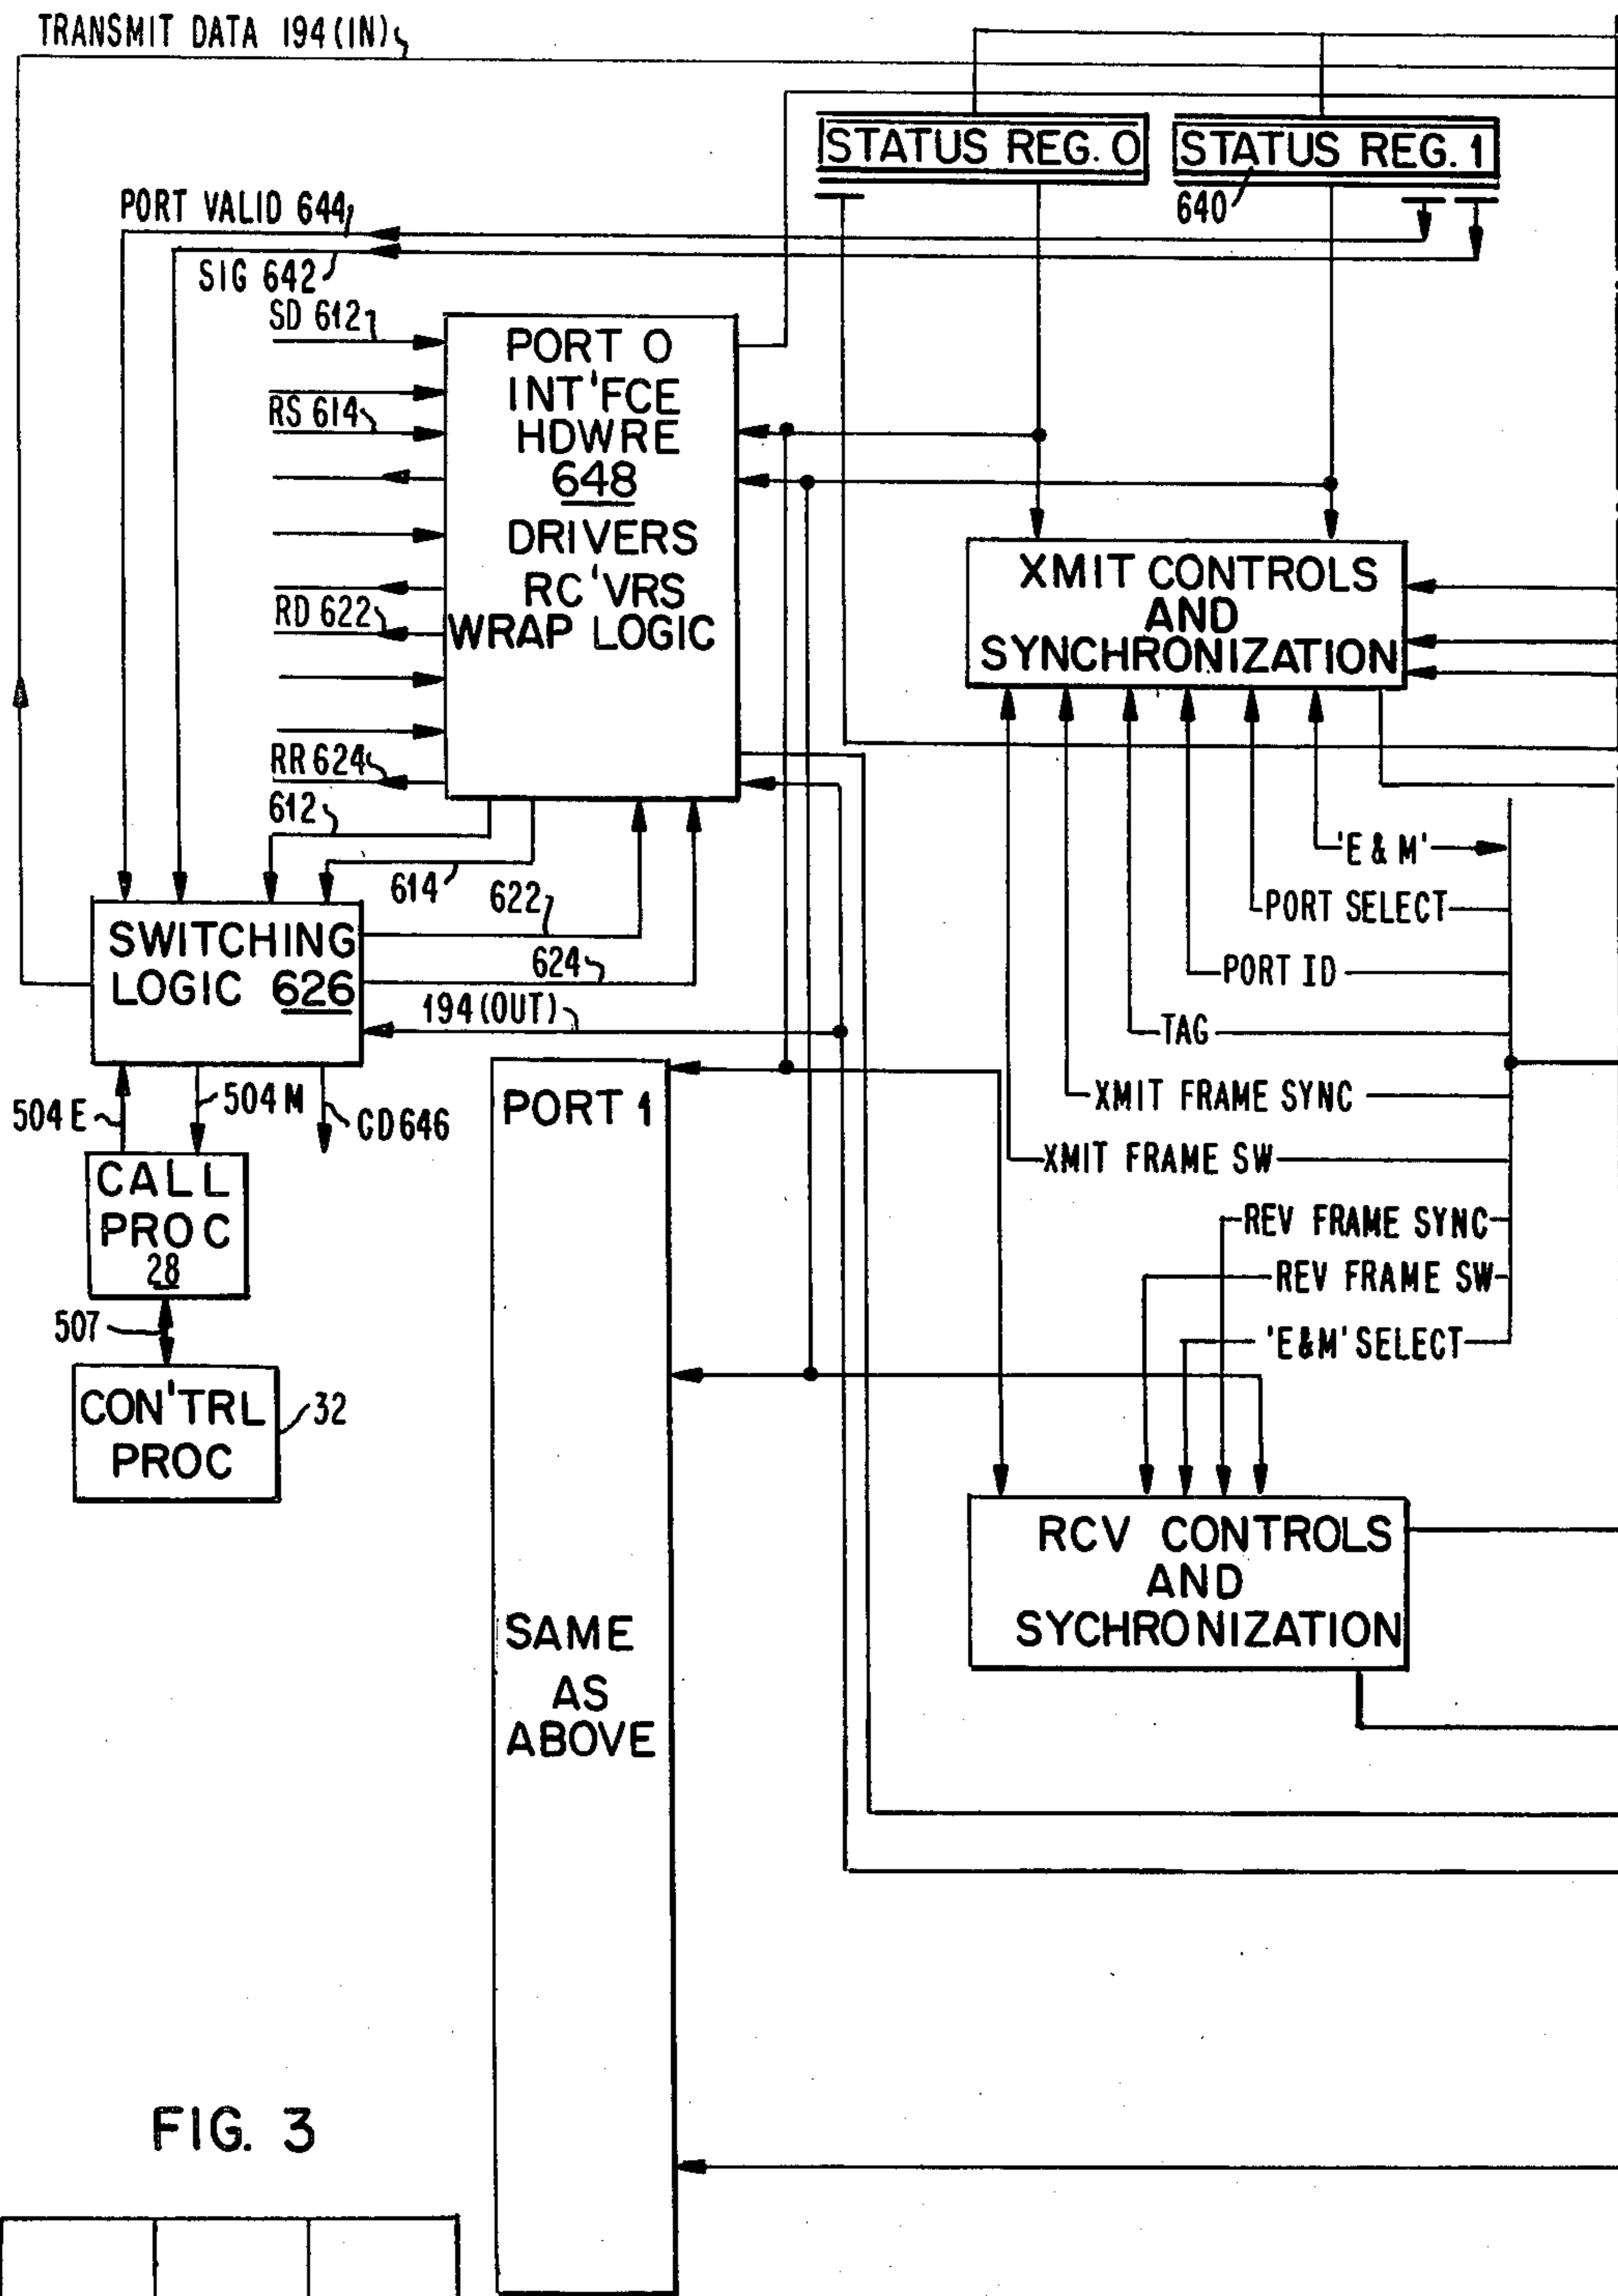 TRANSMIT DATA 194 (IN)
STATUS REG. 0
STATUS REG. 1
640
PORT VALID 644
SIG 642
SD 612
RS 614
RD 622
RR 624
PORT 0
INT'FCE
HDWRE
648
DRIVERS
RC'VRS
WRAP LOGIC
XMIT CONTROLS
AND
SYNCHRONIZATION
612
614
622
624
194 (OUT)
SWITCHING
LOGIC 626
'E & M'
PORT SELECT
PORT ID
TAG
XMIT FRAME SYNC
XMIT FRAME SW
REV FRAME SYNC
REV FRAME SW
'E&M' SELECT
504 E
504 M
CD 646
CALL
PROC
28
507
CON'TRL
PROC
32
PORT 1
SAME
AS
ABOVE
RCV CONTROLS
AND
SYCHRONIZATION
FIG. 3